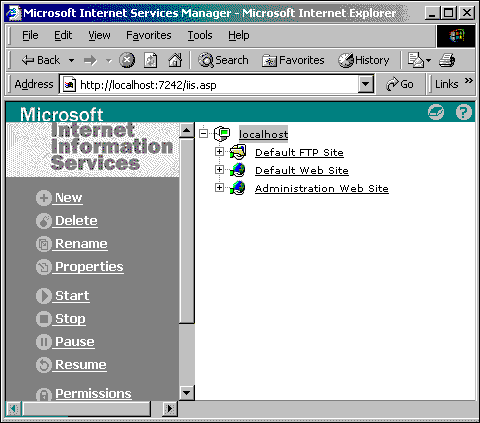 Microsoft Internet Services Manager - Microsoft Internet Explorer
File Edit View Favorites Tools Help
Back Search Favorites History
Address http://localhost:7242/iis.asp Go Links »
Microsoft
Internet
Information
Services
New
Delete
Rename
Properties
Start
Stop
Pause
Resume
Permissions
localhost
Default FTP Site
Default Web Site
Administration Web Site